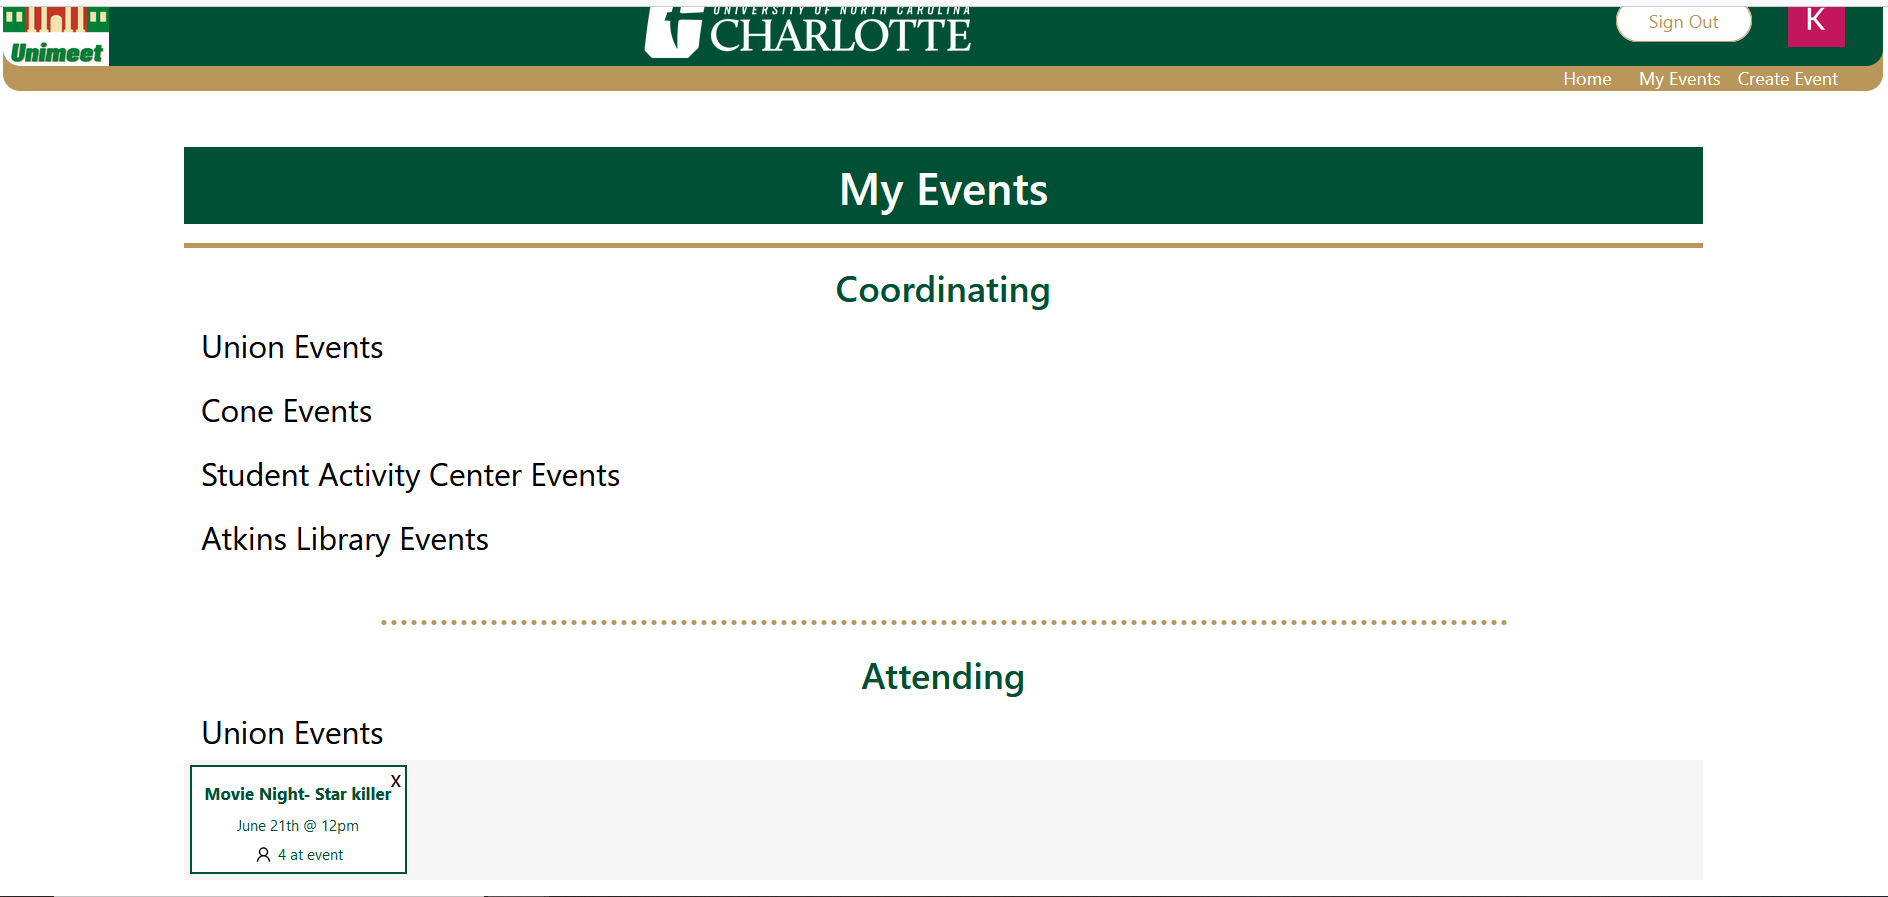 Unimeet
UNIVERSITY OF NORTH CAROLINA
CHARLOTTE
Sign Out
K
Home My Events Create Event
My Events
Coordinating
Union Events
Cone Events
Student Activity Center Events
Atkins Library Events
Attending
Union Events
X
Movie Night- Star killer
June 21th @ 12pm
4 at event